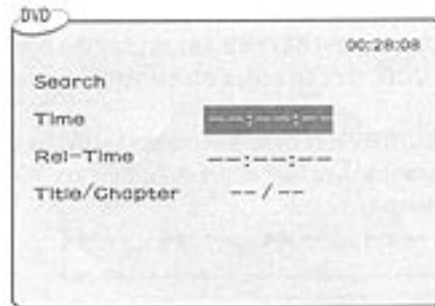 DVD
00:28:08
Search
Time --:--:--
Rel-Time --:--:--
Title/Chapter --/--